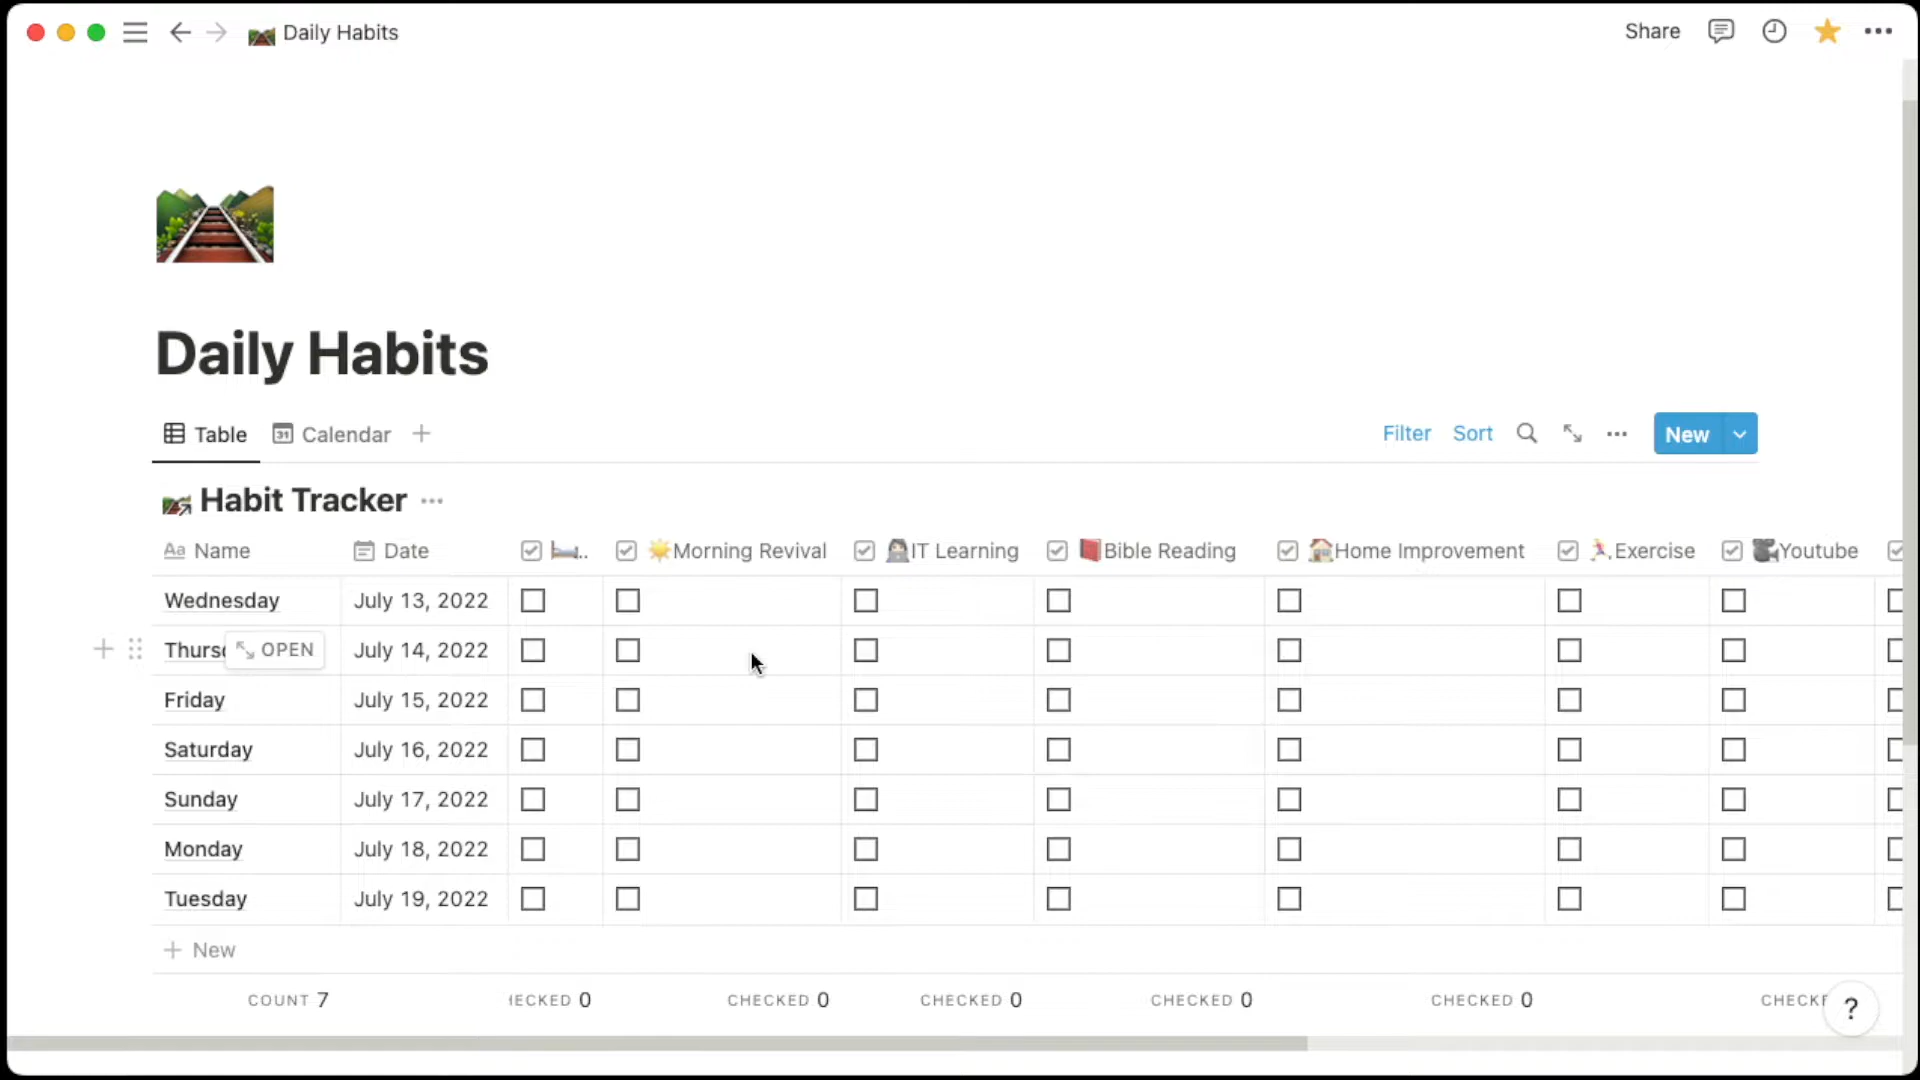 Daily Habits
Share
Daily Habits
Table Calendar
Filter Sort New
Habit Tracker
Aa Name Date .. Morning Revival IT Learning Bible Reading Home Improvement Exercise Youtube
Wednesday July 13, 2022
OPEN July 14, 2022
Friday July 15, 2022
Saturday July 16, 2022
Sunday July 17, 2022
Monday July 18, 2022
Tuesday July 19, 2022
+ New
COUNT 7 0 CHECKED 0 CHECKED 0 CHECKED 0 CHECKED 0
?